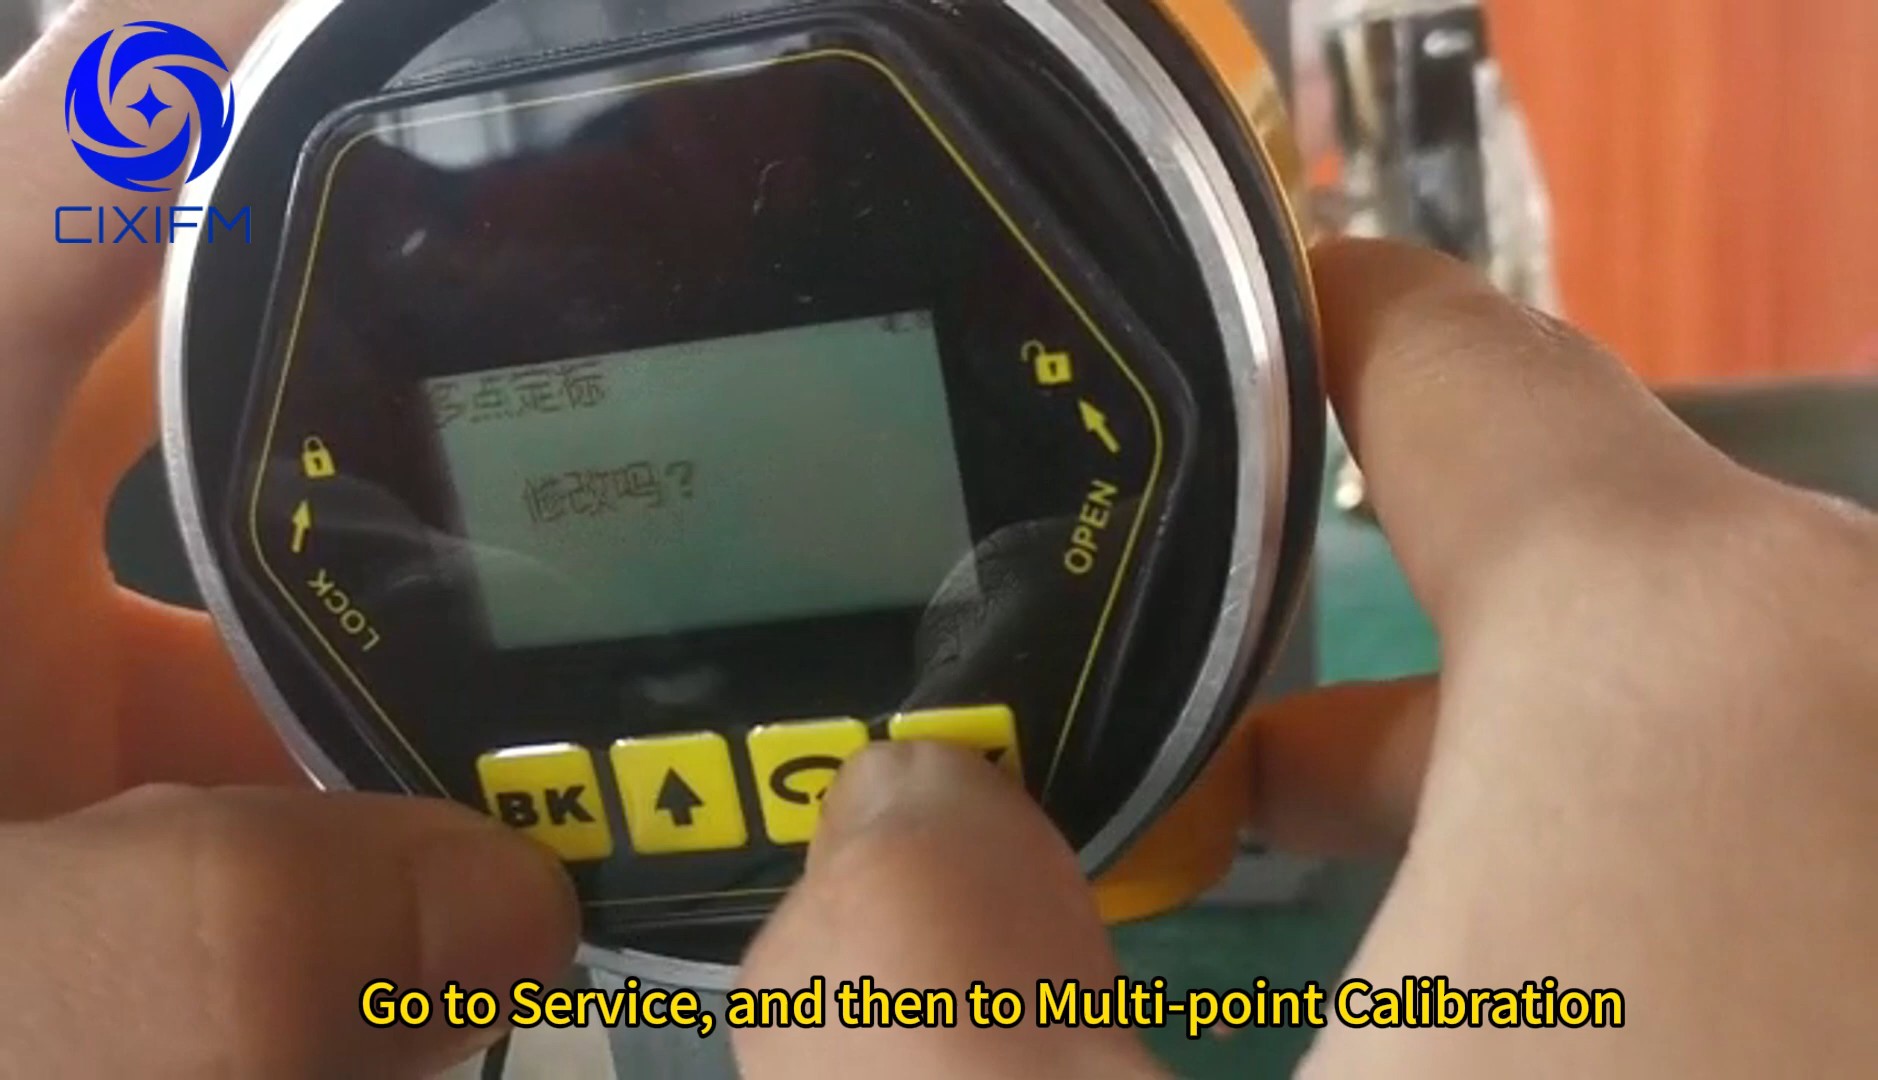 CIXIFM
多点定标
修改吗？
LOCK
OPEN
BK
Go to Service, and then to Multi-point Calibration